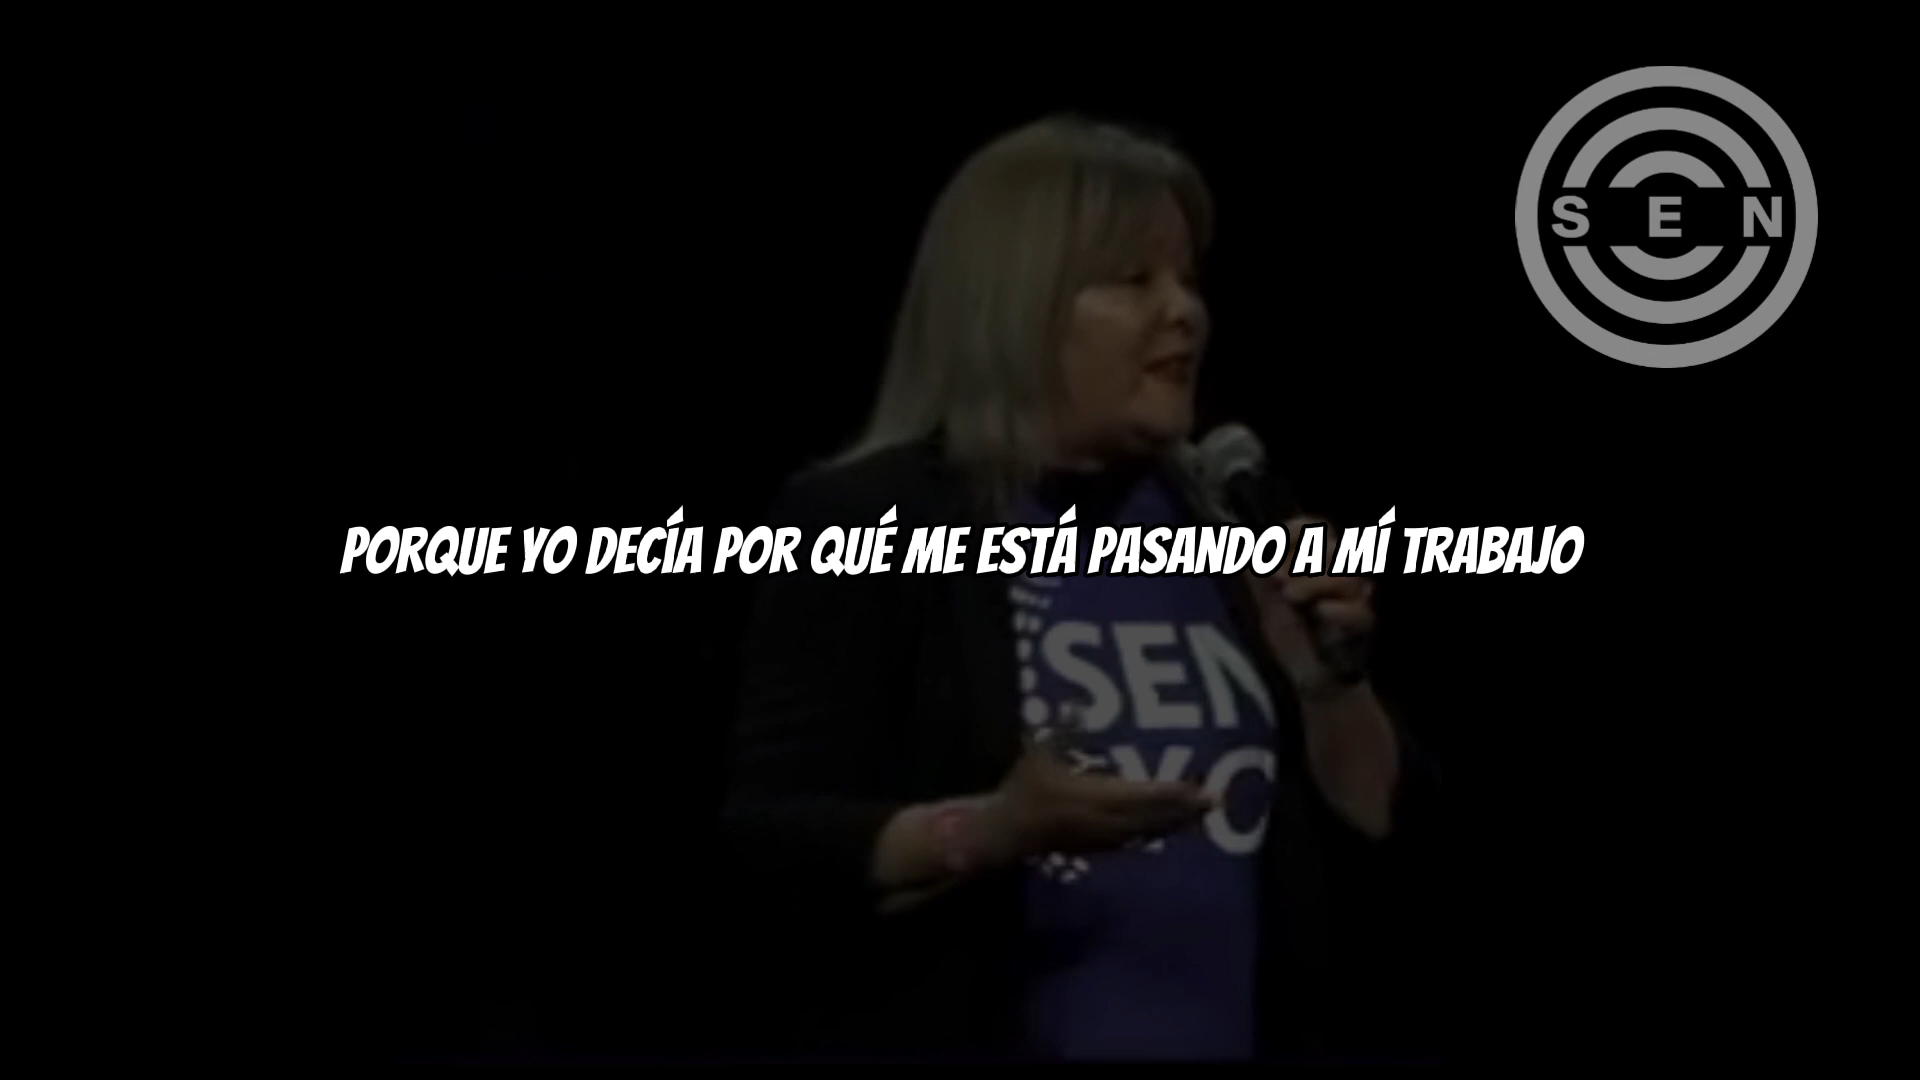 S E N
PORQUE YO DECÍA POR QUÉ ME ESTÁ PASANDO A MÍ TRABAJO
SEN